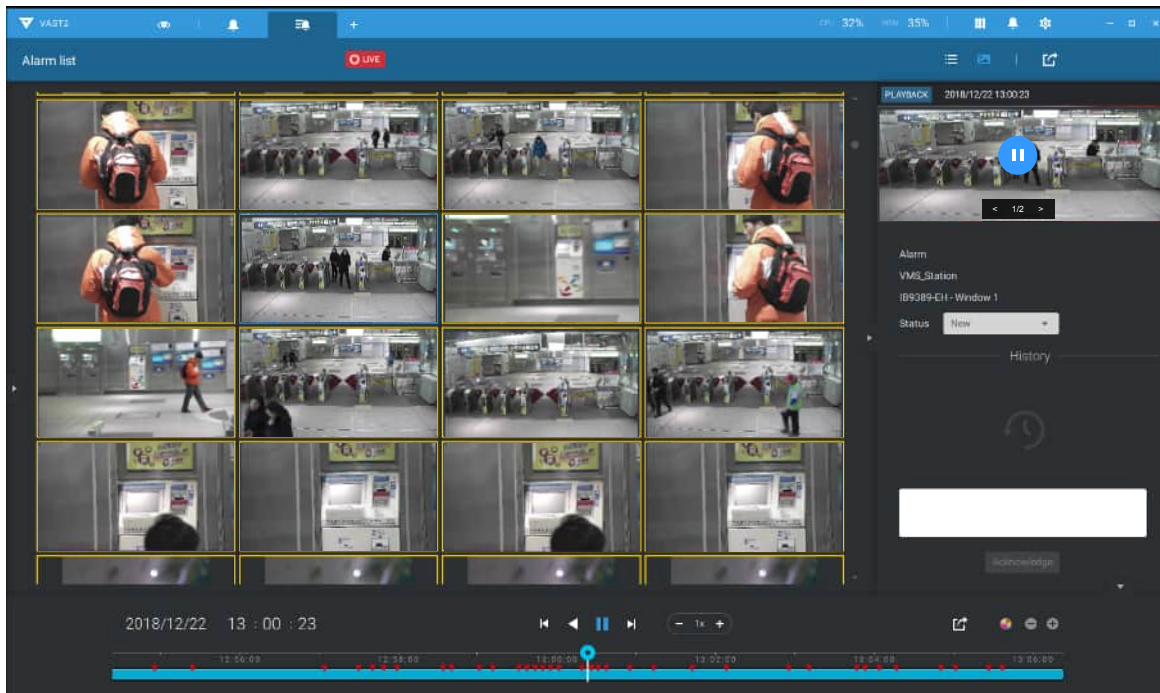 VAST2
+
CPU: 32%
MEM: 35%
Alarm list
LIVE
PLAYBACK 2018/12/22 13:00:23
< 1/2 >
Alarm
VMS_Station
IB9389-EH - Window 1
Status New
History
Acknowledge
2018/12/22 13 : 00 : 23
- 1x +
12:56:00 12:58:00 13:00:00 13:02:00 13:04:00 13:06:00